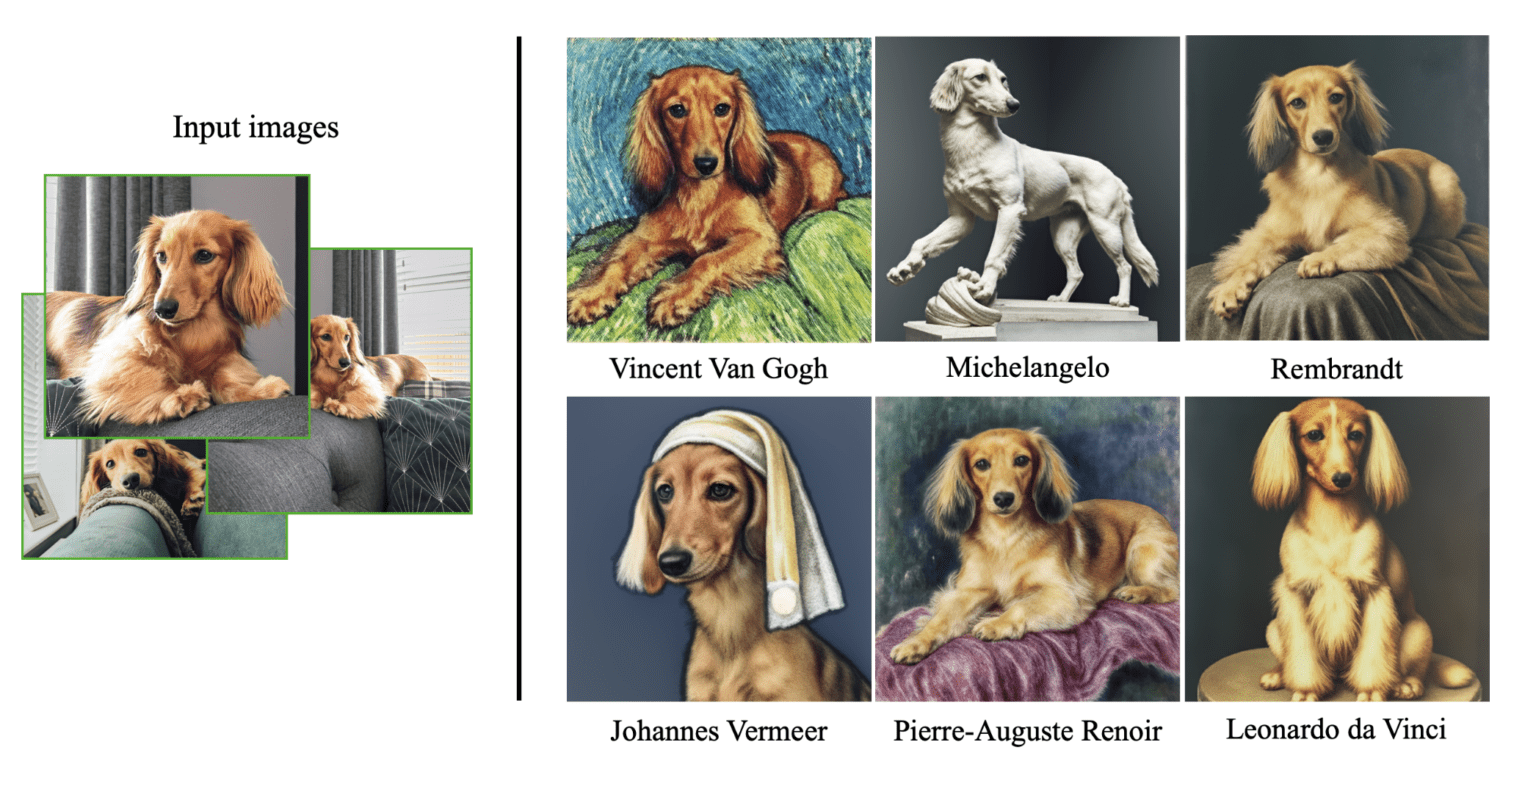 Input images
Vincent Van Gogh
Michelangelo
Rembrandt
Johannes Vermeer
Pierre-Auguste Renoir
Leonardo da Vinci